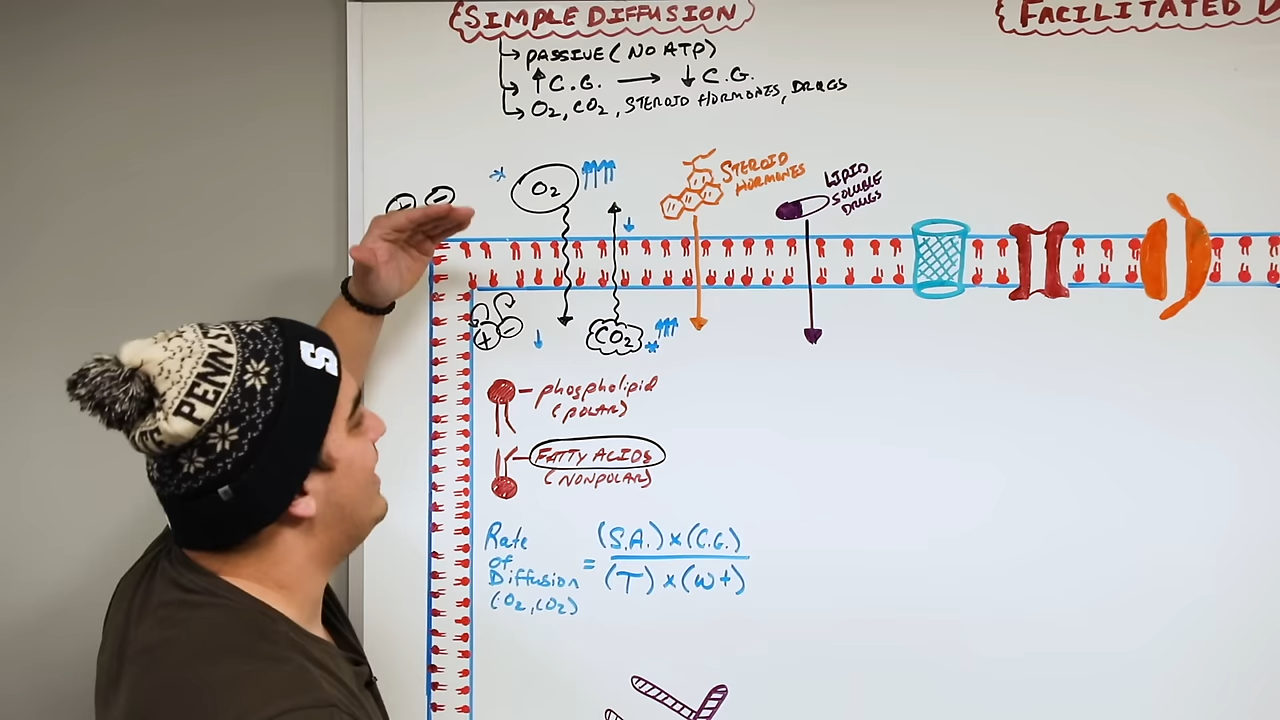 SIMPLE DIFFUSION
FACILITATED D
→ PASSIVE (NO ATP)
→ ↑ C.G. → ↓ C.G.
→ O2, CO2, STEROID HORMONES, DRUGS
+ -
* O2 ↑↑↑↑
↓
STEROID
HORMONES
LIPID
SOLUBLE
DRUGS
+ -
↓
CO2 * ↑↑↑
phospholipid
(POLAR)
FATTY ACIDS
(NONPOLAR)
Rate
of
Diffusion
(O2, CO2)
= (S.A.) x (C.G.)
(T) x (wt)
PENN S
S